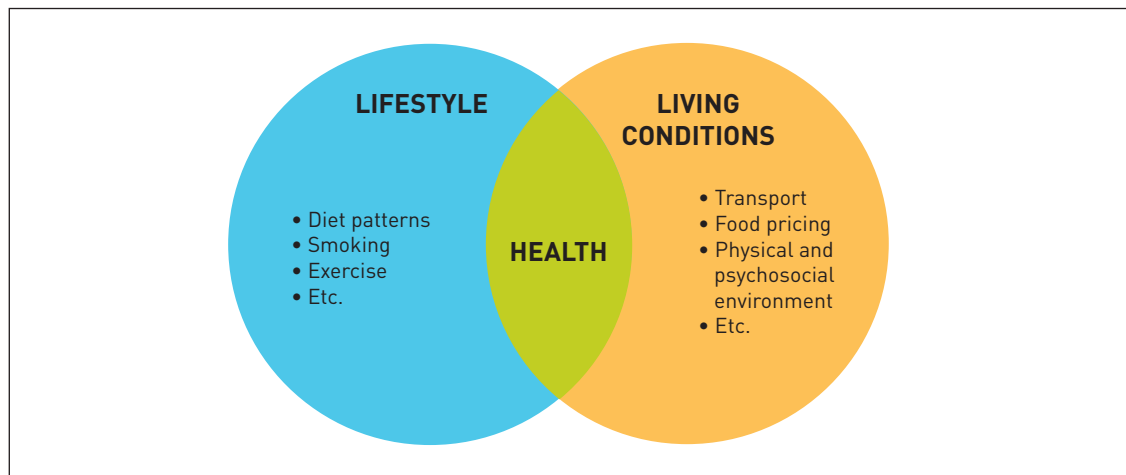 LIFESTYLE
• Diet patterns
• Smoking
• Exercise
• Etc.
HEALTH
LIVING
CONDITIONS
• Transport
• Food pricing
• Physical and
psychosocial
environment
• Etc.